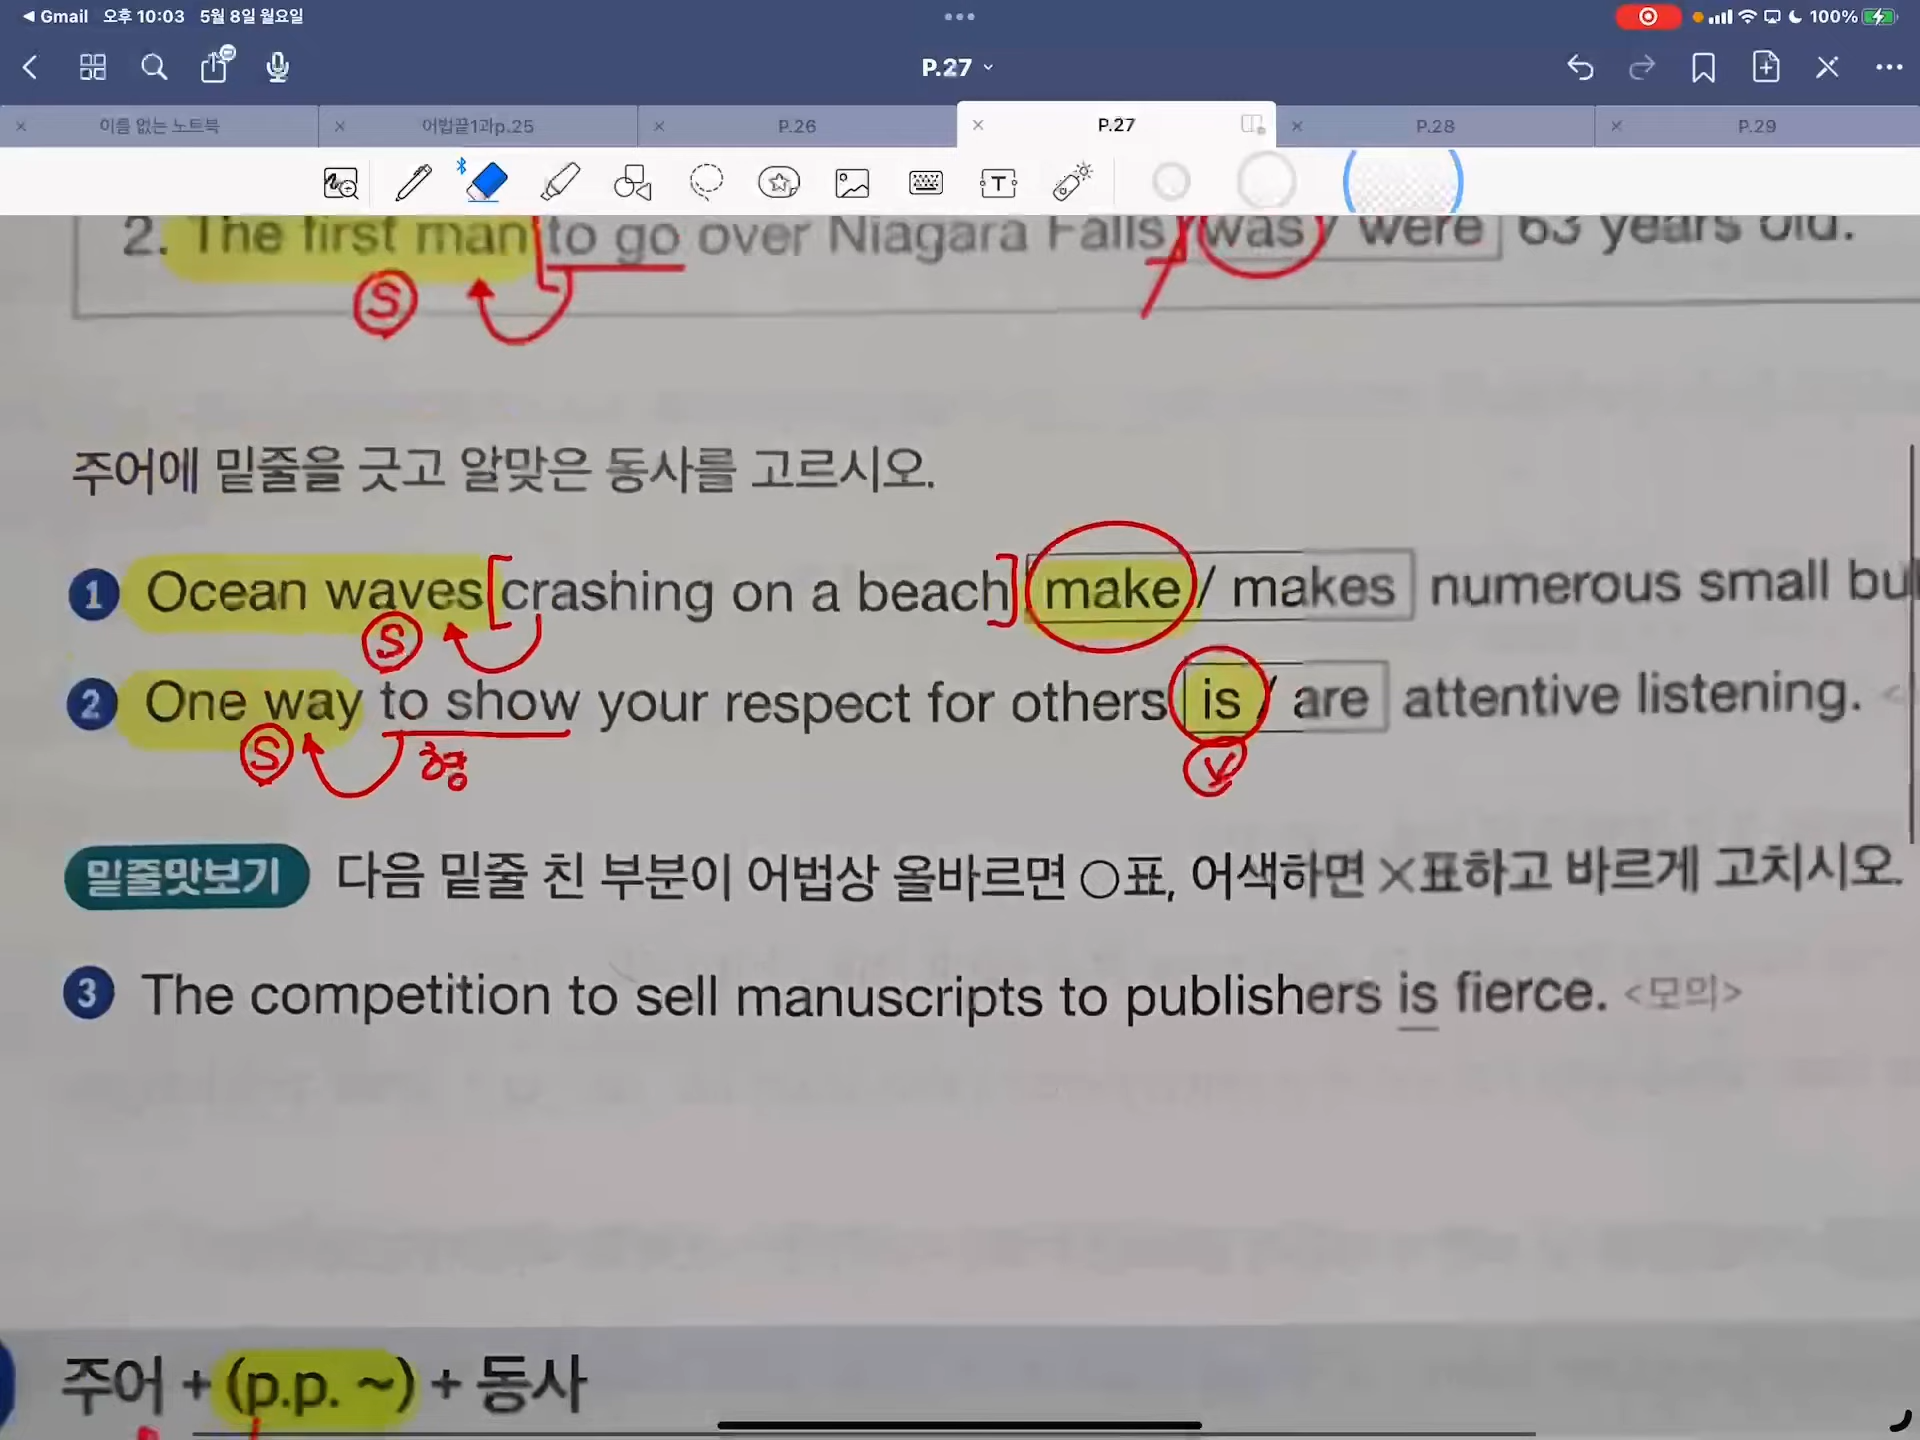 ◀ Gmail 오후 10:03 5월 8일 월요일 100%
P.27
이름 없는 노트북 어법끝1과p.25 P.26 P.27 P.28 P.29
2. The first man to go over Niagara Falls was / were 63 years old.
S
주어에 밑줄을 긋고 알맞은 동사를 고르시오.
1 Ocean waves [crashing on a beach] make / makes numerous small
S
2 One way to show your respect for others is / are attentive listening.
S 형 V
밑줄맛보기 다음 밑줄 친 부분이 어법상 올바르면 ○표, 어색하면 ×표하고 바르게 고치시오.
3 The competition to sell manuscripts to publishers is fierce. <모의>
주어 + (p.p. ~) + 동사